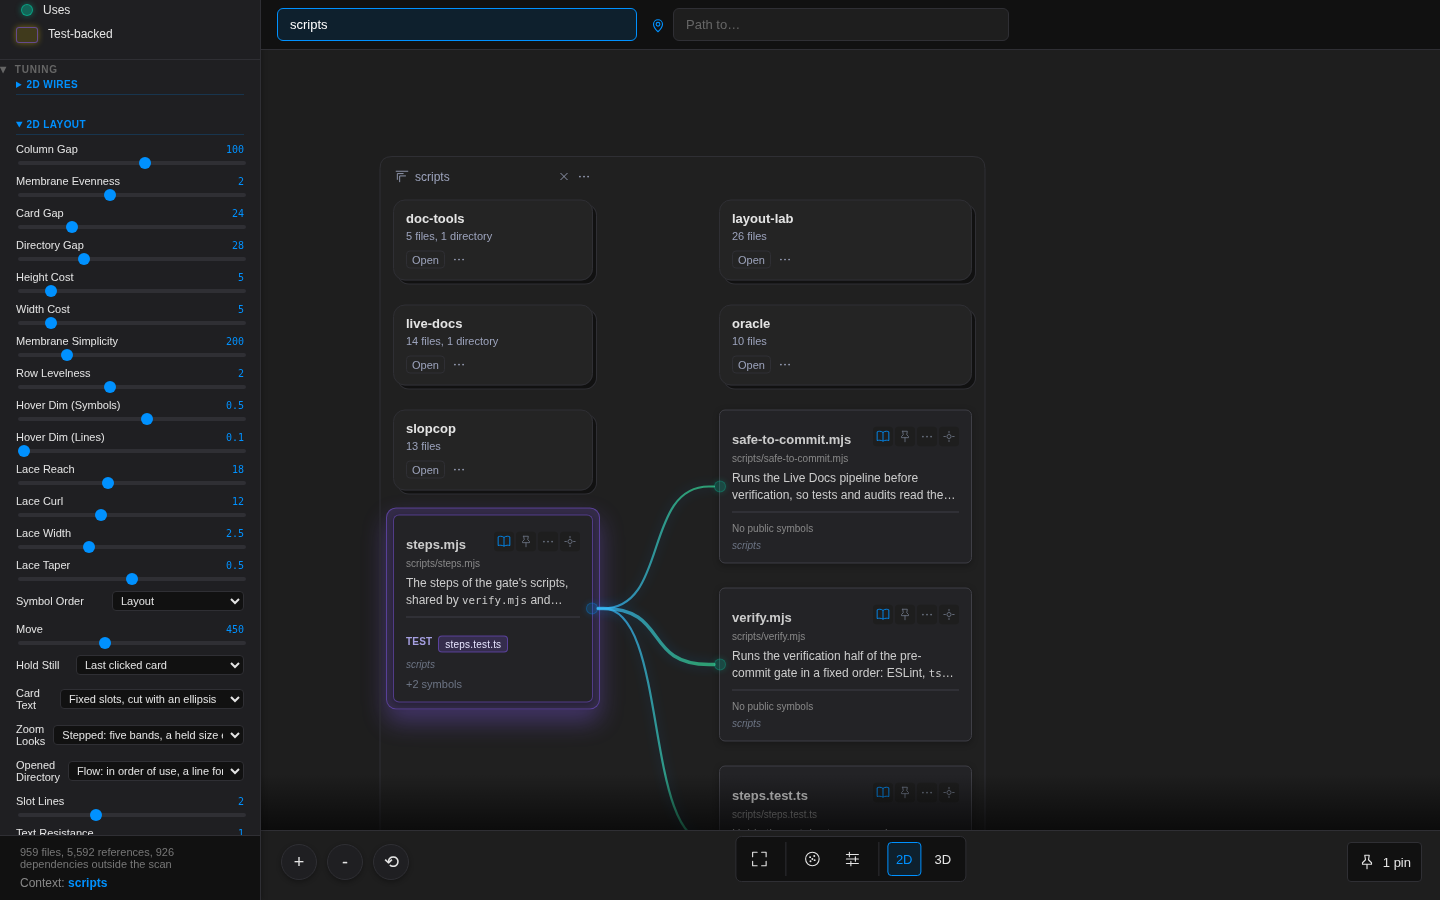 Uses
Test-backed
TUNING
2D WIRES
2D LAYOUT
Column Gap 100
Membrane Evenness 2
Card Gap 24
Directory Gap 28
Height Cost 5
Width Cost 5
Membrane Simplicity 200
Row Levelness 2
Hover Dim (Symbols) 0.5
Hover Dim (Lines) 0.1
Lace Reach 18
Lace Curl 12
Lace Width 2.5
Lace Taper 0.5
Symbol Order Layout
Move 450
Hold Still Last clicked card
Card Text Fixed slots, cut with an ellipsis
Zoom Looks Stepped: five bands, a held size
Opened Directory Flow: in order of use, a line for
Slot Lines 2
Text Resistance 1
959 files, 5,592 references, 926
dependencies outside the scan
Context: scripts
scripts
Path to…
scripts
doc-tools
5 files, 1 directory
Open
layout-lab
26 files
Open
live-docs
14 files, 1 directory
Open
oracle
10 files
Open
slopcop
13 files
Open
safe-to-commit.mjs
scripts/safe-to-commit.mjs
Runs the Live Docs pipeline before
verification, so tests and audits read the…
No public symbols
scripts
steps.mjs
scripts/steps.mjs
The steps of the gate's scripts,
shared by verify.mjs and…
TEST steps.test.ts
scripts
+2 symbols
verify.mjs
scripts/verify.mjs
Runs the verification half of the pre-
commit gate in a fixed order: ESLint, ts…
No public symbols
scripts
steps.test.ts
scripts/steps.test.ts
+
-
2D
3D
1 pin